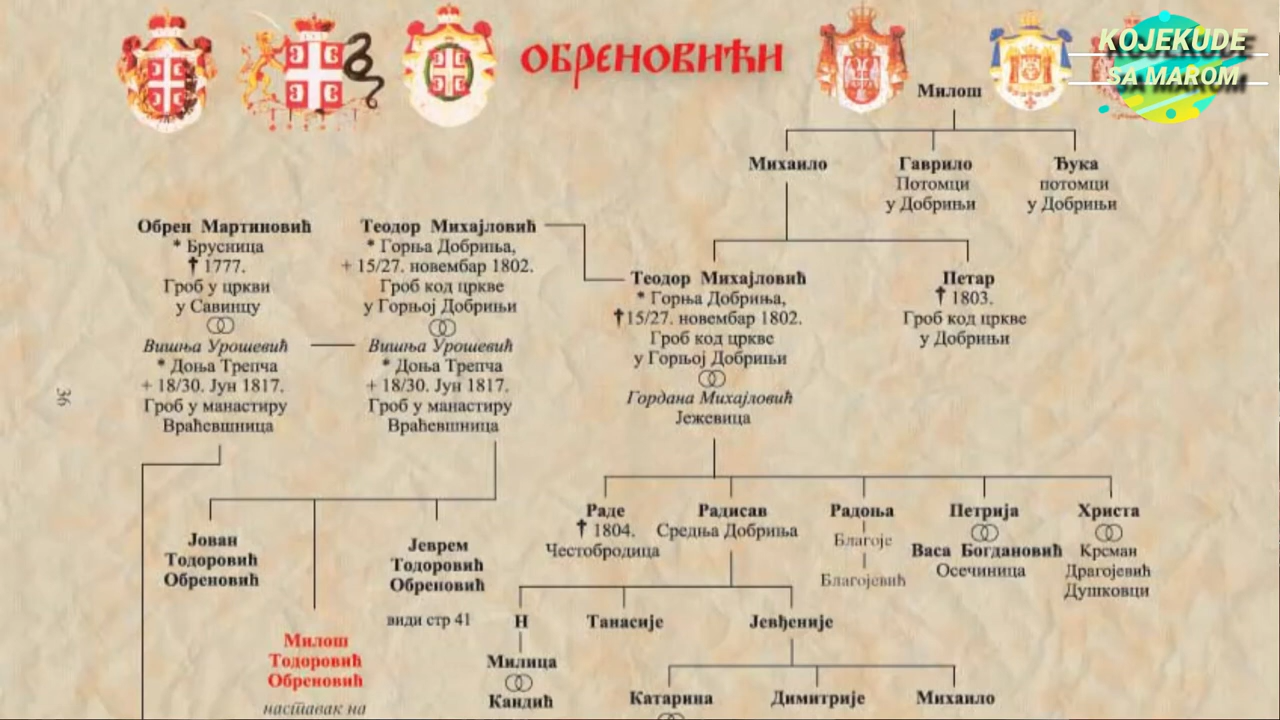 ОБРЕНОВИЋИ
KOJEKUDE
SA MAROM
Милош
Михаило
Гаврило
Потомци
у Добрињи
Ђука
потомци
у Добрињи
Обрен Мартиновић
* Брусница
✝ 1777.
Гроб у цркви
у Савинцу
Вишња Урошевић
* Доња Трепча
+ 18/30. Јун 1817.
Гроб у манастиру
Враћевшница
Теодор Михајловић
* Горња Добриња,
+ 15/27. новембар 1802.
Гроб код цркве
у Горњој Добрињи
Вишња Урошевић
* Доња Трепча
+ 18/30. Јун 1817.
Гроб у манастиру
Враћевшница
Теодор Михајловић
* Горња Добриња,
✝15/27. новембар 1802.
Гроб код цркве
у Горњој Добрињи
Гордана Михајловић
Јежевица
Петар
✝ 1803.
Гроб код цркве
у Добрињи
36
Јован
Тодоровић
Обреновић
Милош
Тодоровић
Обреновић
наставак на
Јеврем
Тодоровић
Обреновић
види стр 41
Раде
✝ 1804.
Честобродица
Радисав
Средња Добриња
Радоња
Благоје
Благојевић
Петрија
Васа Богдановић
Осечиница
Христа
Крсман
Драгојевић
Душковци
Н
Танасије
Јевђеније
Милица
Кандић
Катарина
Димитрије
Михаило